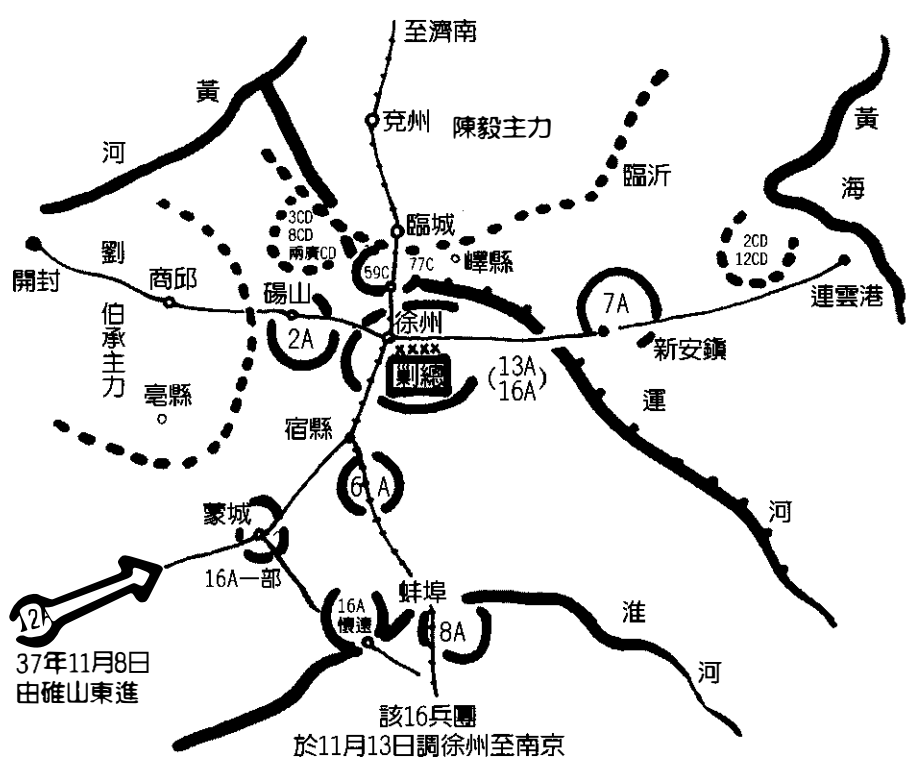 至濟南
黃
河
兗州
陳毅主力
臨沂
黃
海
臨城
嶧縣
3CD
8CD
兩廣CD
59C
77C
2CD
12CD
連雲港
開封
劉
伯承主力
商邱
碭山
2A
徐州
xxxx
剿總
(13A
16A)
7A
新安鎮
運
河
亳縣
宿縣
6A
蒙城
16A一部
12A
37年11月8日
由確山東進
16A
懷遠
蚌埠
8A
淮
河
該16兵團
於11月13日調徐州至南京